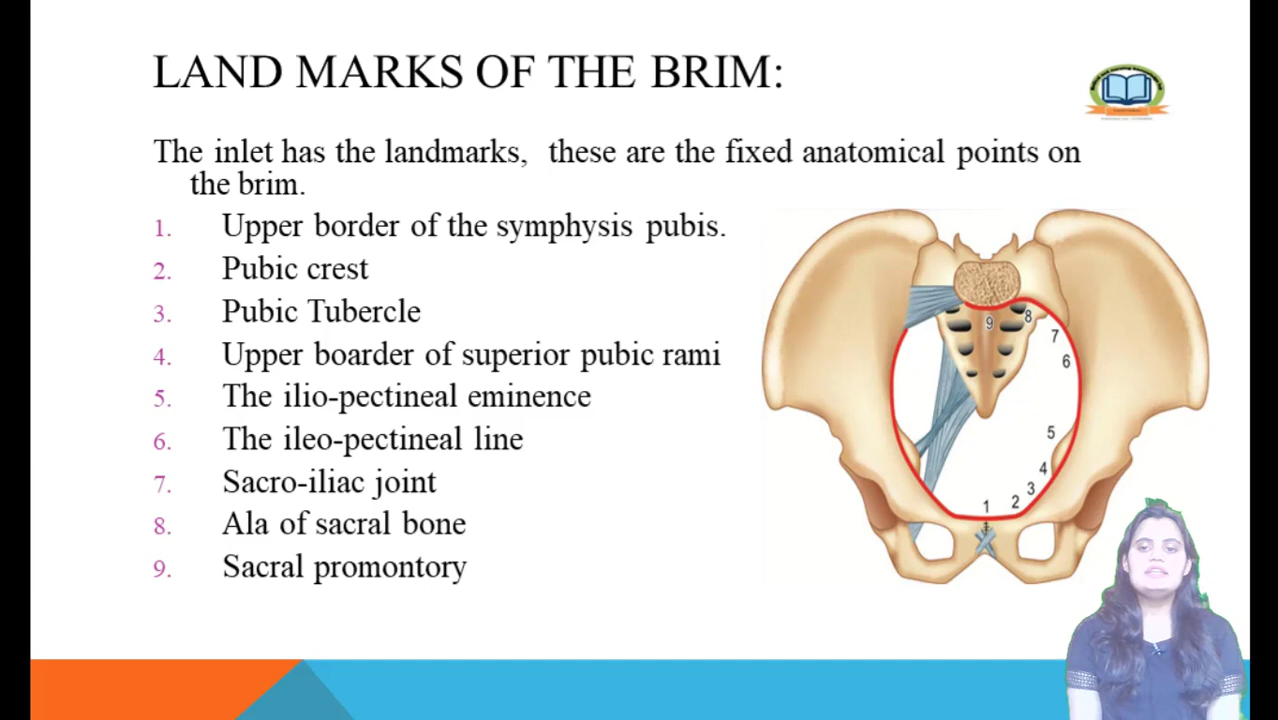 LAND MARKS OF THE BRIM:
The inlet has the landmarks, these are the fixed anatomical points on
the brim.
1. Upper border of the symphysis pubis.
2. Pubic crest
3. Pubic Tubercle
4. Upper boarder of superior pubic rami
5. The ilio-pectineal eminence
6. The ileo-pectineal line
7. Sacro-iliac joint
8. Ala of sacral bone
9. Sacral promontory
9
8
7
6
5
4
3
2
1